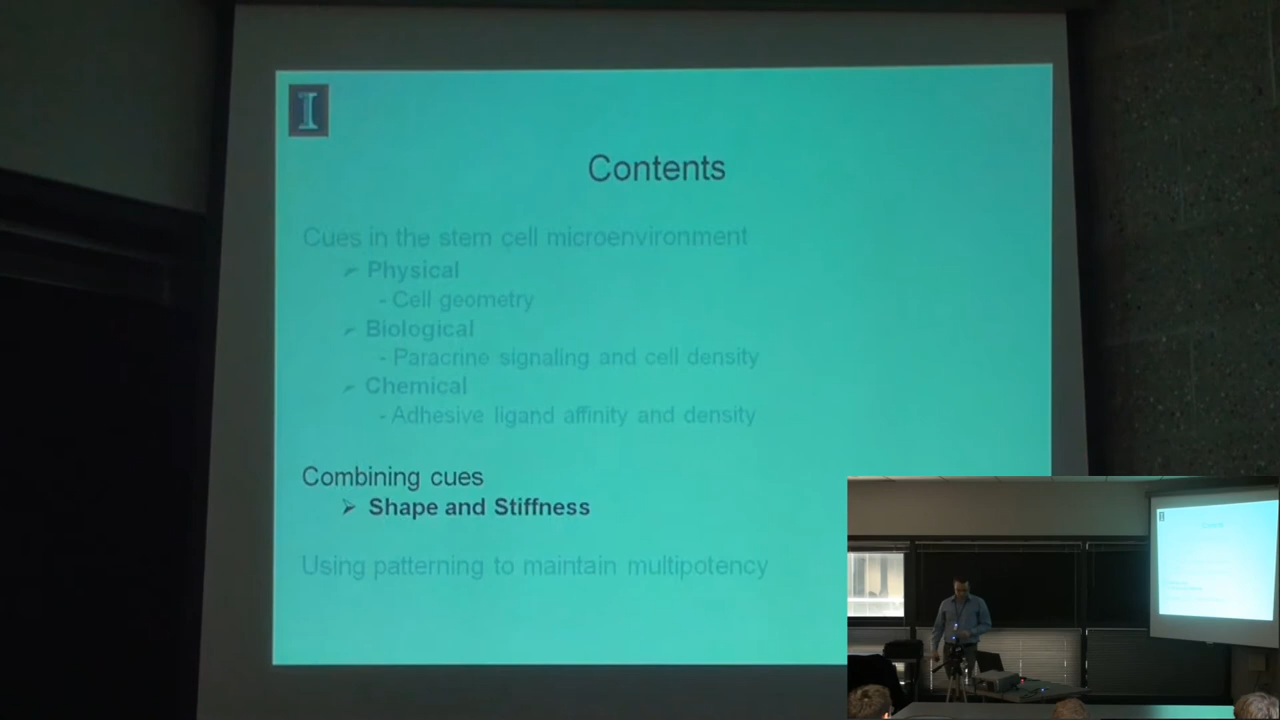 I
Contents
Cues in the stem cell microenvironment
➢ Physical
- Cell geometry
➢ Biological
- Paracrine signaling and cell density
➢ Chemical
- Adhesive ligand affinity and density
Combining cues
➢ Shape and Stiffness
Using patterning to maintain multipotency